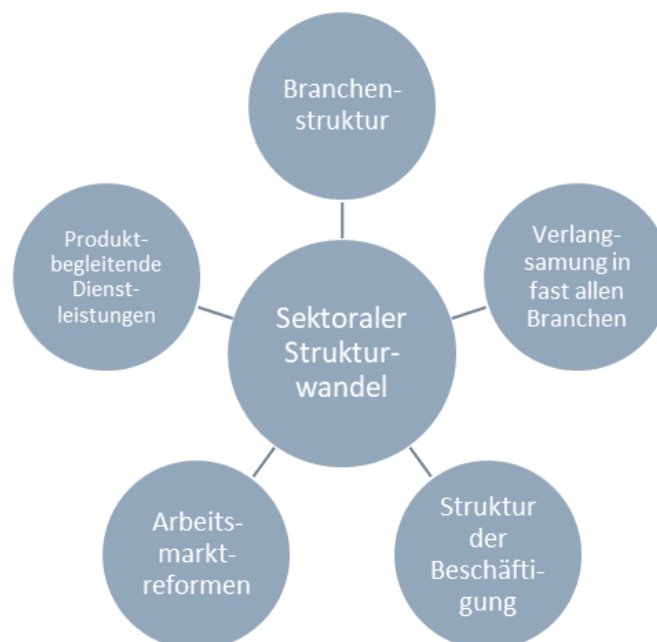 Branchen-
struktur
Verlang-
samung in
fast allen
Branchen
Struktur
der
Beschäfti-
gung
Arbeits-
markt-
reformen
Produkt-
begleitende
Dienst-
leistungen
Sektoraler
Struktur-
wandel